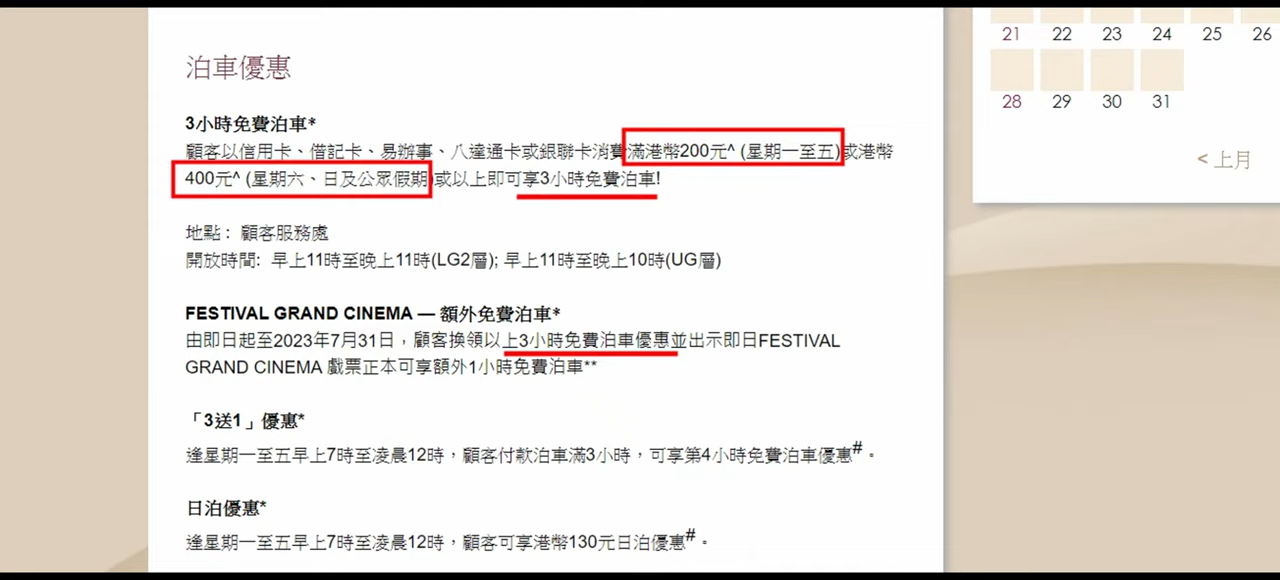 泊車優惠
3小時免費泊車*
顧客以信用卡、借記卡、易辦事、八達通卡或銀聯卡消費滿港幣200元^ (星期一至五)或港幣
400元^ (星期六、日及公眾假期)或以上即可享3小時免費泊車!
地點： 顧客服務處
開放時間: 早上11時至晚上11時(LG2層); 早上11時至晚上10時(UG層)
FESTIVAL GRAND CINEMA — 額外免費泊車*
由即日起至2023年7月31日，顧客換領以上3小時免費泊車優惠並出示即日FESTIVAL
GRAND CINEMA 戲票正本可享額外1小時免費泊車**
「3送1」優惠*
逢星期一至五早上7時至凌晨12時，顧客付款泊車滿3小時，可享第4小時免費泊車優惠#。
日泊優惠*
逢星期一至五早上7時至凌晨12時，顧客可享港幣130元日泊優惠#。
21 22 23 24 25 26
28 29 30 31
< 上月